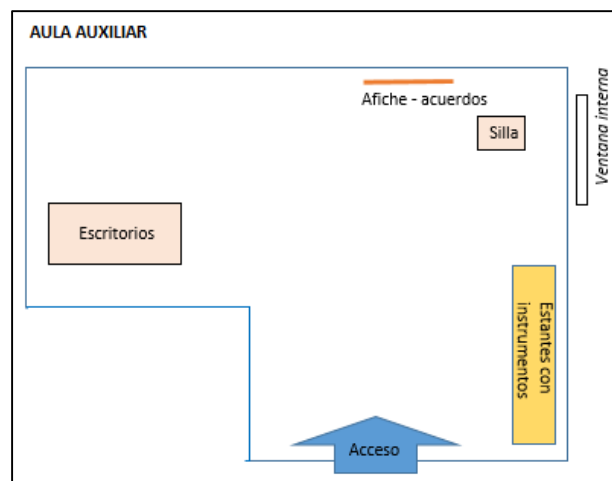 AULA AUXILIAR
Afiche - acuerdos
Silla
Ventana interna
Escritorios
Estantes con
instrumentos
Acceso